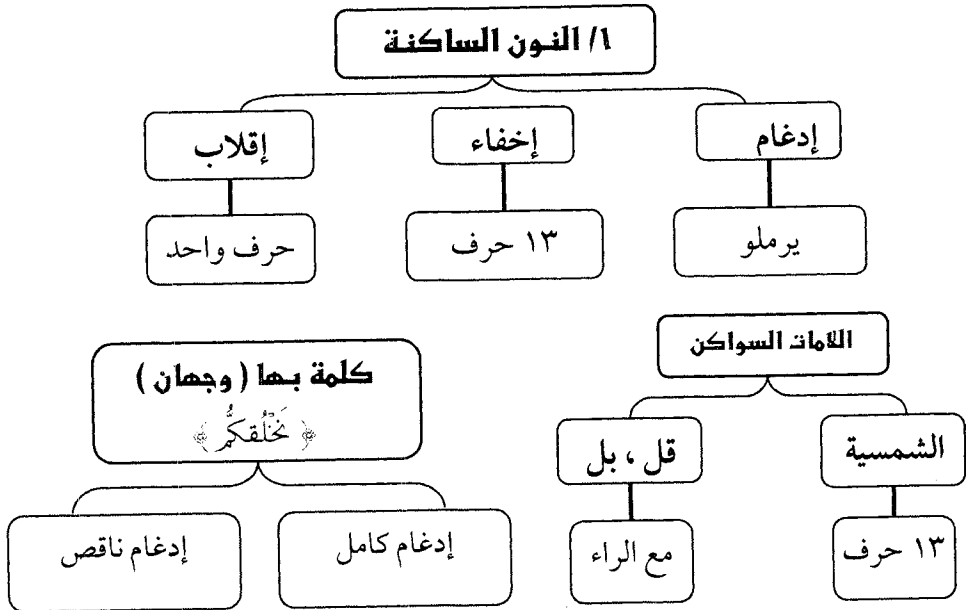 ١/ النون الساكنة
إدغام
إخفاء
إقلاب
يرملو
١٣ حرف
حرف واحد
اللامات السواكن
الشمسية
قل ، بل
١٣ حرف
مع الراء
كلمة بها ( وجهان )
﴿ نَخْلُقكُّم ﴾
إدغام كامل
إدغام ناقص